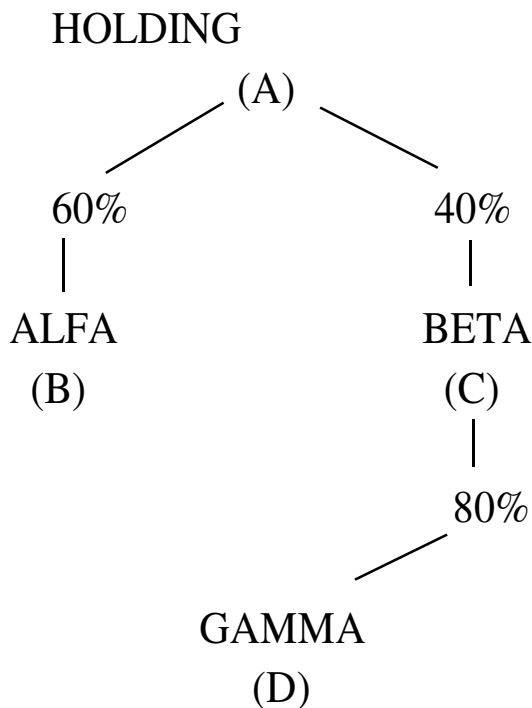 HOLDING
(A)
60% 40%
ALFA BETA
(B) (C)
80%
GAMMA
(D)